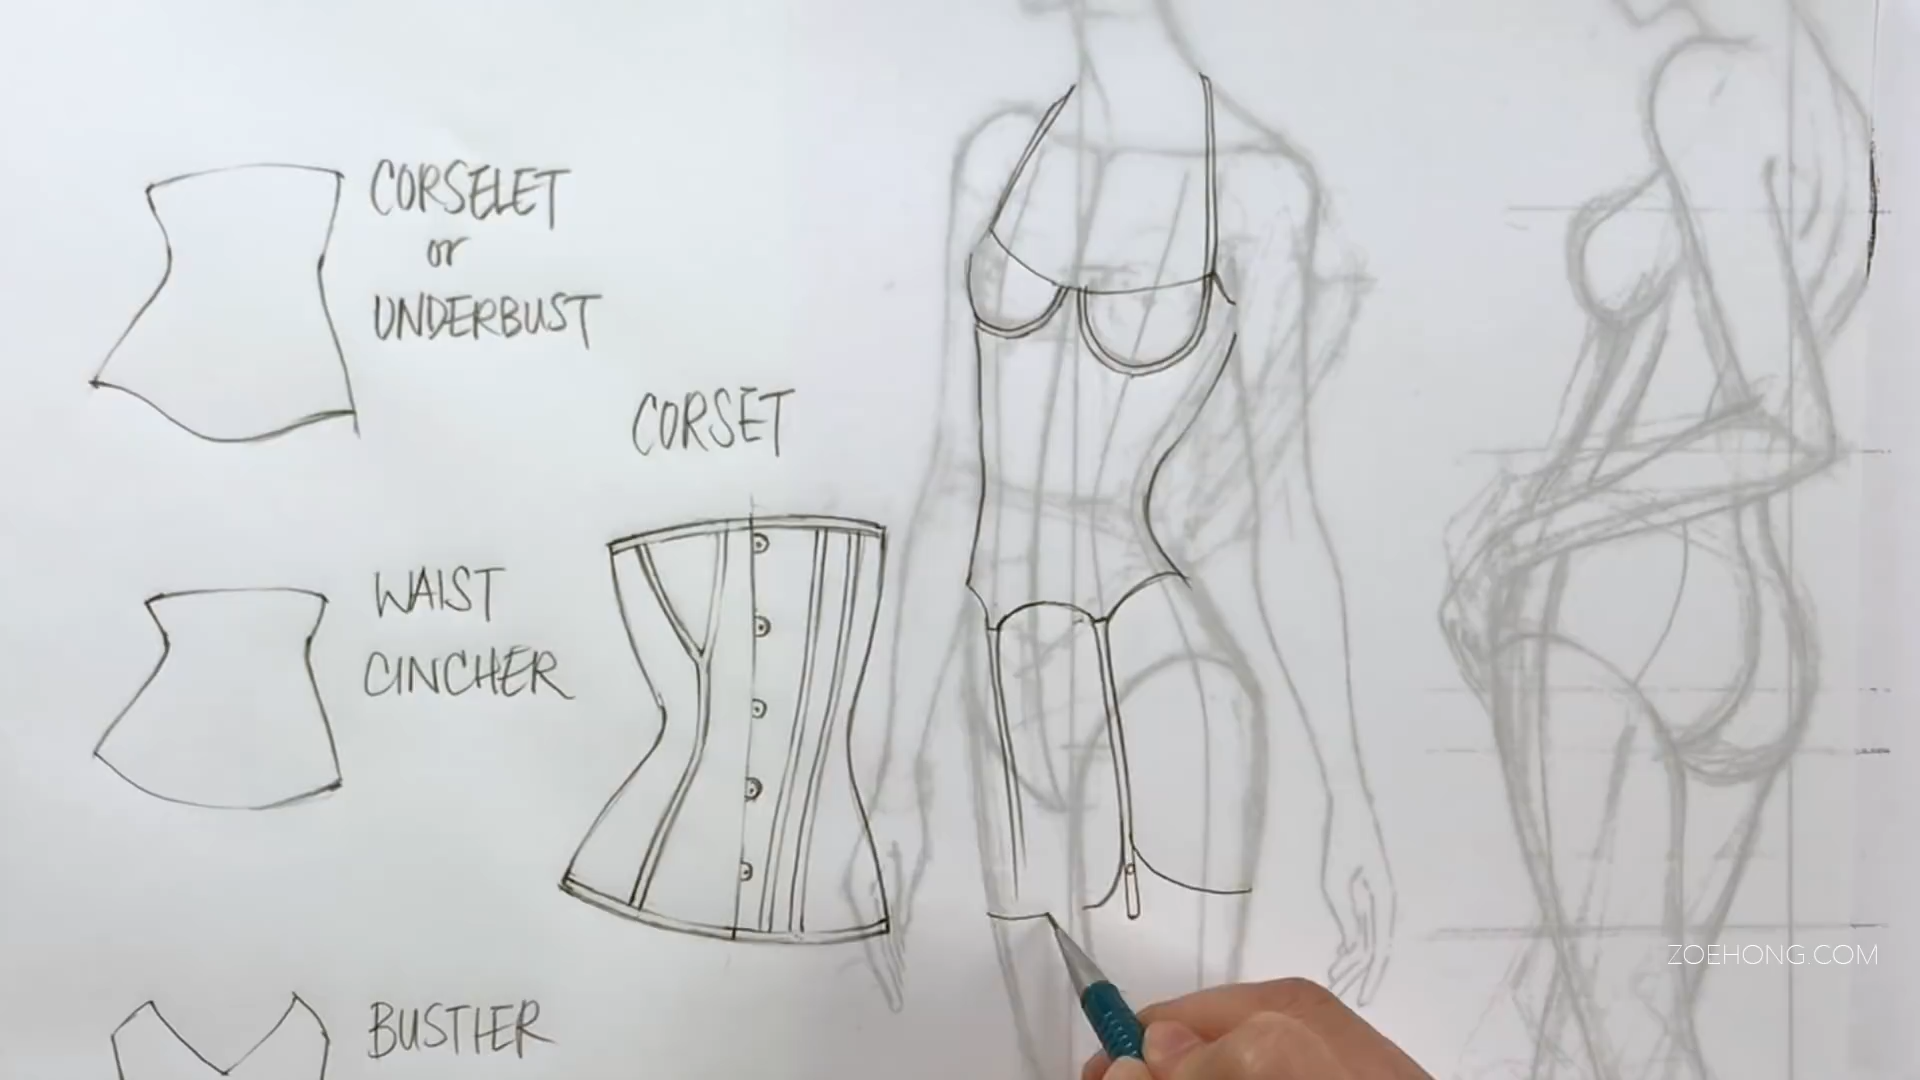 CORSELET
or
UNDERBUST
CORSET
WAIST
CINCHER
BUSTIER
ZOEHONG.COM